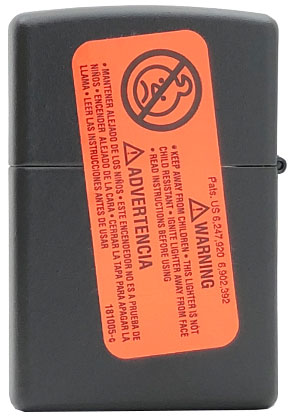 Pats. US 6,247,920 6,902,392
WARNING
• KEEP AWAY FROM CHILDREN • THIS LIGHTER IS NOT
CHILD RESISTANT • IGNITE LIGHTER AWAY FROM FACE
• READ INSTRUCTIONS BEFORE USING
ADVERTENCIA
• MANTENER ALEJADO DE LOS NIÑOS • ESTE ENCENDEDOR NO ES A PRUEBA DE
NIÑOS • ENCENDER ALEJADO DE LA CARA • CERRAR LA TAPA PARA APAGAR LA
LLAMA • LEER LAS INSTRUCCIONES ANTES DE USAR
181005-g